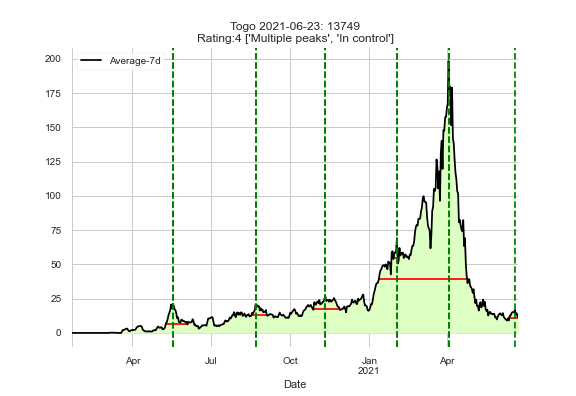 Togo 2021-06-23: 13749
Rating:4 ['Multiple peaks', 'In control']
Average-7d
200
175
150
125
100
75
50
25
0
Apr
Jul
Oct
Jan
2021
Apr
Date